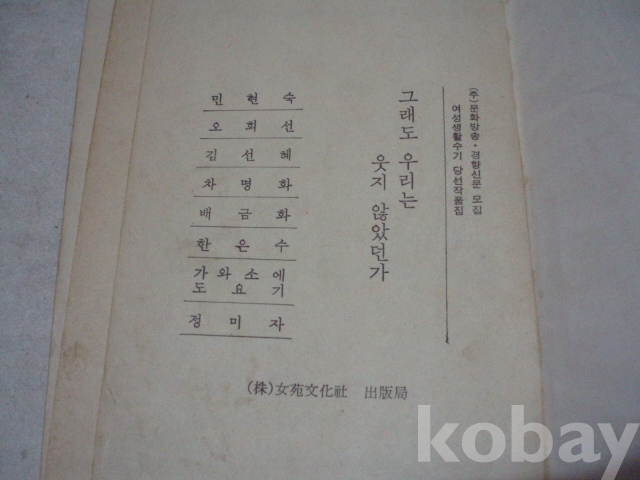 (주) 문화방송・경향신문 모집
여성생활수기 당선작품집
그래도 우리는
웃지 않았던가
민현숙
오희선
김선혜
차명화
배금화
한은수
가와소에
도요기
정미자
(株)女苑文化社 出版局
kobay